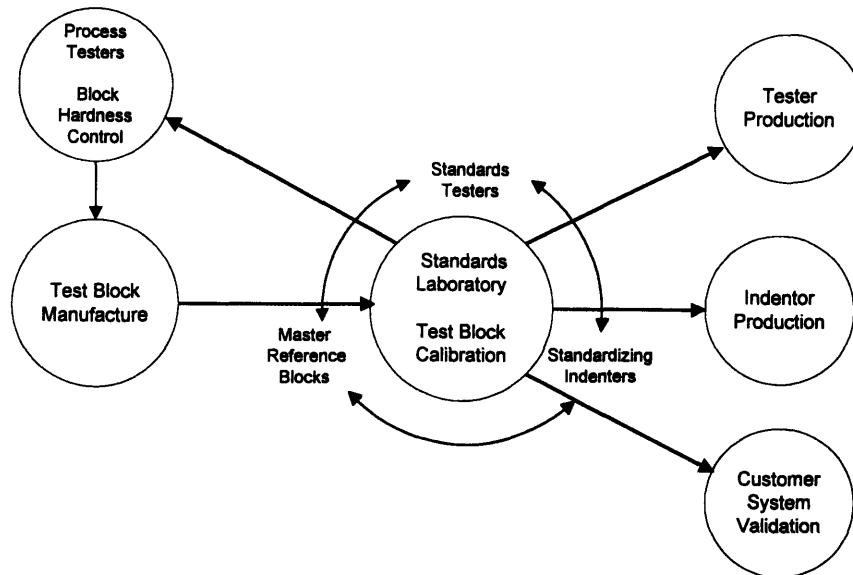 Process
Testers
Block
Hardness
Control
Tester
Production
Standards
Testers
Test Block
Manufacture
Standards
Laboratory
Test Block
Calibration
Indentor
Production
Master
Reference
Blocks
Standardizing
Indenters
Customer
System
Validation